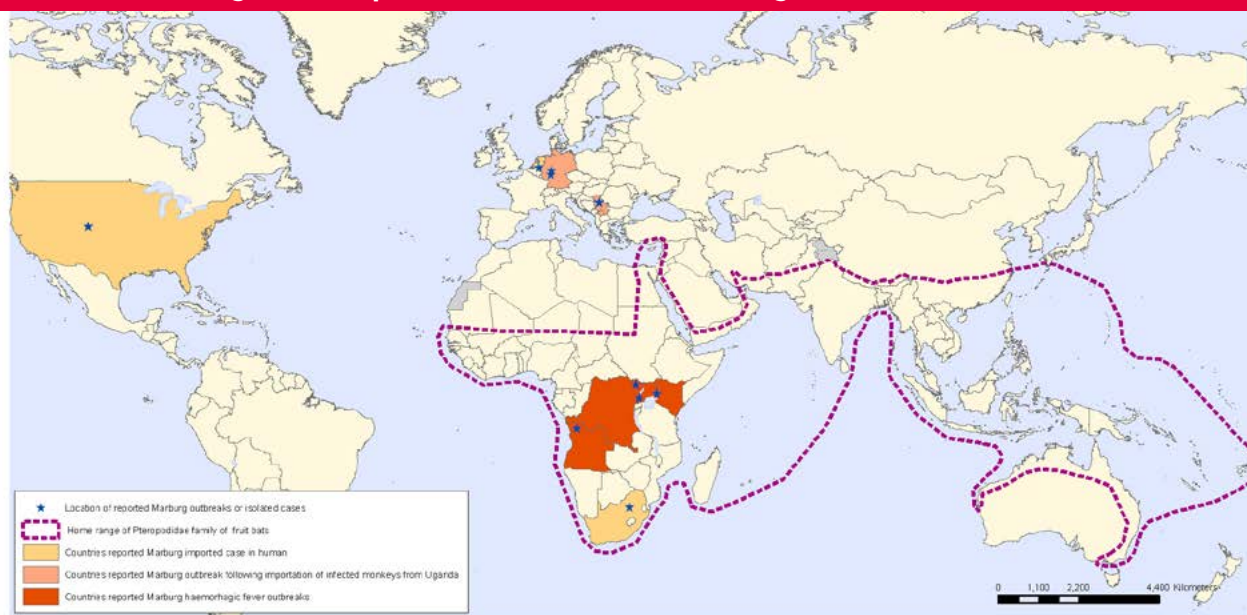 Location of reported Marburg outbreaks or isolated cases
Home range of Pteropodidae family of fruit bats
Countries reported Marburg imported case in human
Countries reported Marburg outbreak following importation of infected monkeys from Uganda
Countries reported Marburg haemorhagic fever outbreaks
0 1,100 2,200 4,400 Kilometers